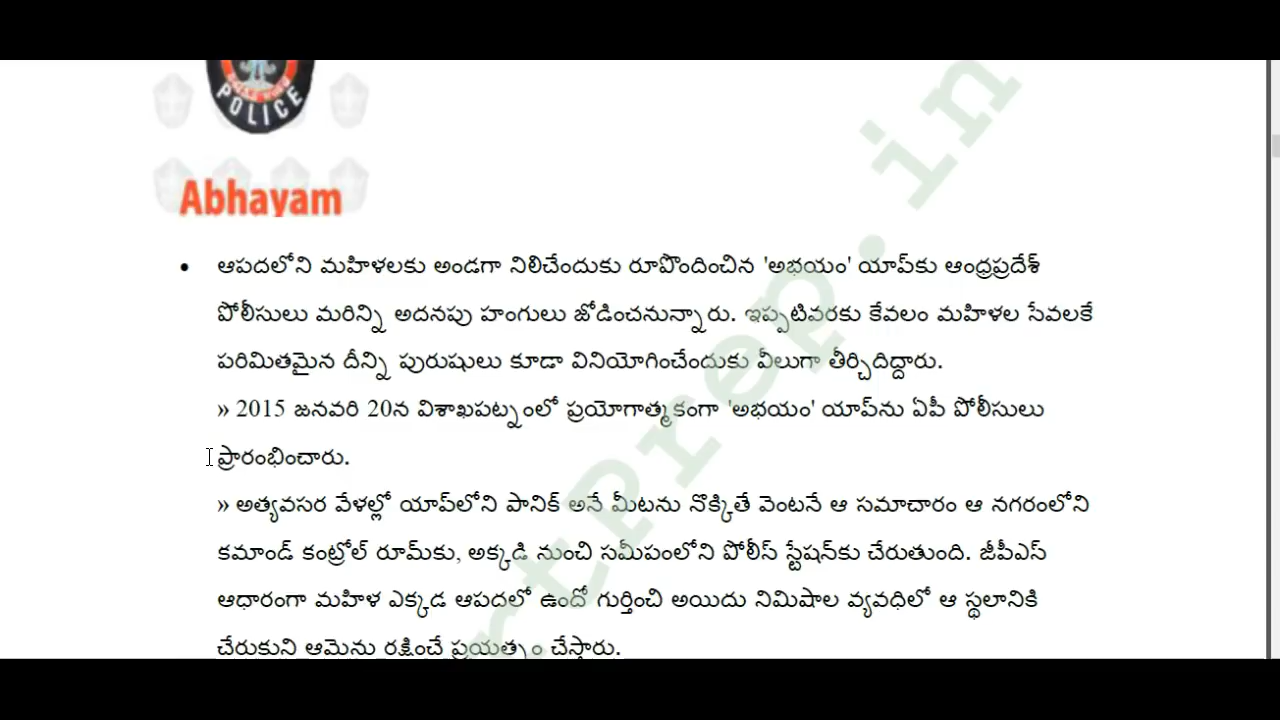 POLICE
Abhayam
• ఆపదలోని మహిళలకు అండగా నిలిచేందుకు రూపొందించిన 'అభయం' యాప్‌కు ఆంధ్రప్రదేశ్
పోలీసులు మరిన్ని అదనపు హంగులు జోడించనున్నారు. ఇప్పటివరకు కేవలం మహిళల సేవలకే
పరిమితమైన దీన్ని పురుషులు కూడా వినియోగించేందుకు వీలుగా తీర్చిదిద్దారు.
» 2015 జనవరి 20న విశాఖపట్నంలో ప్రయోగాత్మకంగా 'అభయం' యాప్‌ను ఏపీ పోలీసులు
ప్రారంభించారు.
» అత్యవసర వేళల్లో యాప్‌లోని పానిక్ అనే మీటను నొక్కితే వెంటనే ఆ సమాచారం ఆ నగరంలోని
కమాండ్ కంట్రోల్ రూమ్‌కు, అక్కడి నుంచి సమీపంలోని పోలీస్ స్టేషన్‌కు చేరుతుంది. జీపీఎస్
ఆధారంగా మహిళ ఎక్కడ ఆపదలో ఉందో గుర్తించి అయిదు నిమిషాల వ్యవధిలో ఆ స్థలానికి
చేరుకుని ఆమెను రక్షించే ప్రయత్నం చేస్తారు.
rtPrep.in